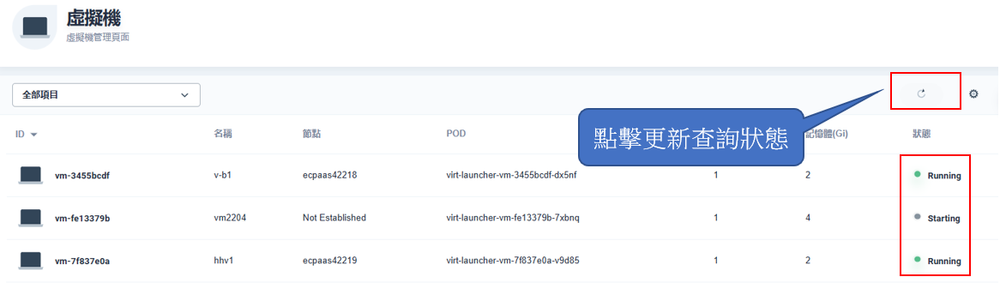 虛擬機
虛擬機管理頁面
全部項目
點擊更新查詢狀態
ID 名稱 節點 POD 記憶體(Gi) 狀態
vm-3455bcdf v-b1 ecpaas42218 virt-launcher-vm-3455bcdf-dx5nf 1 2 Running
vm-fe13379b vm2204 Not Established virt-launcher-vm-fe13379b-7xbnq 1 4 Starting
vm-7f837e0a hhv1 ecpaas42219 virt-launcher-vm-7f837e0a-v9d85 1 2 Running